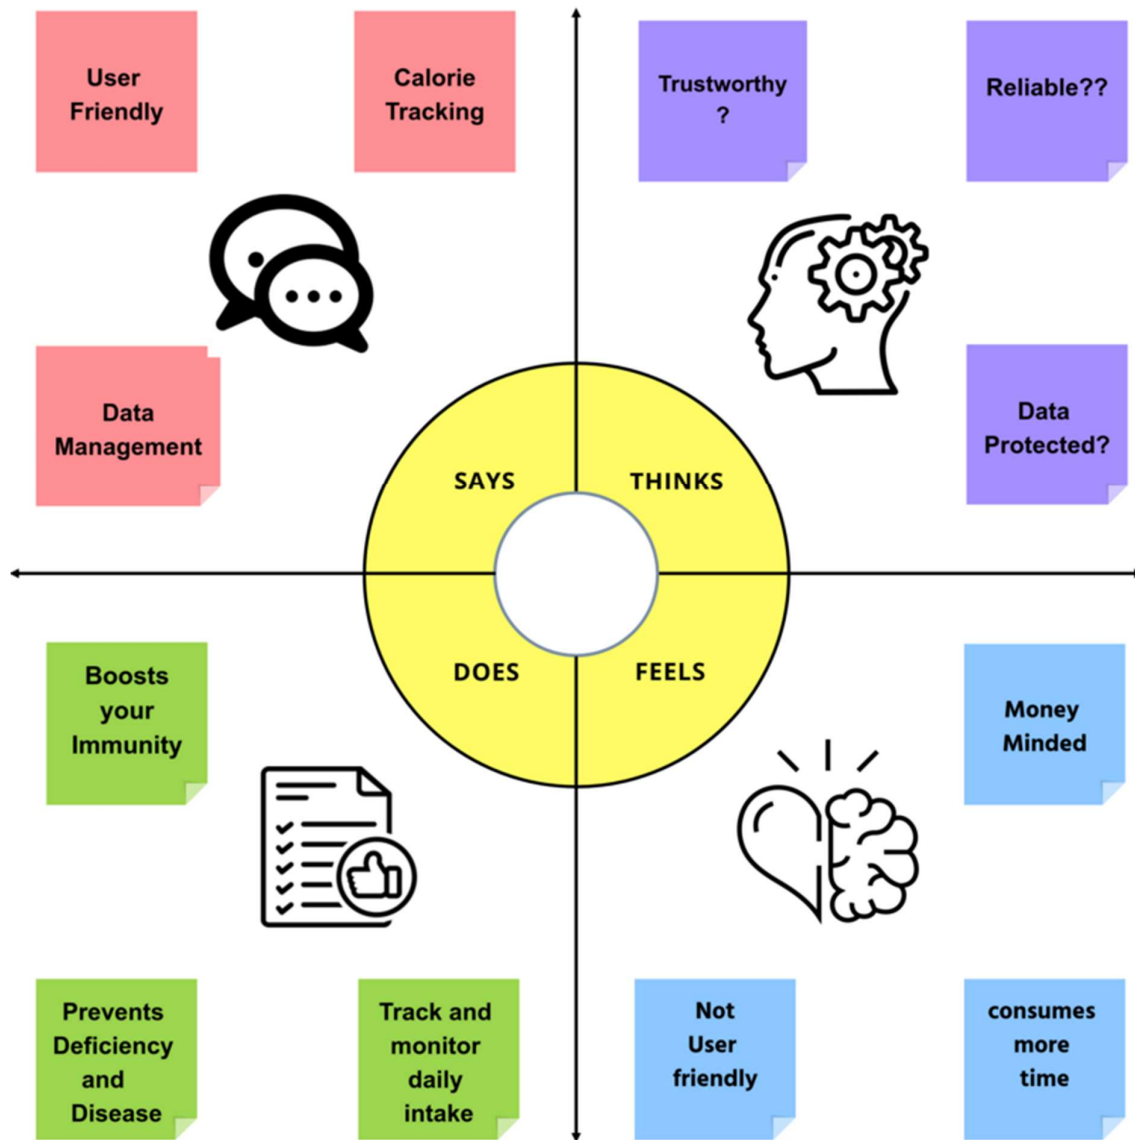 User
Friendly
Calorie
Tracking
Data
Management
SAYS
Trustworthy
?
Reliable??
Data
Protected?
THINKS
DOES
Boosts
your
Immunity
Prevents
Deficiency
and
Disease
Track and
monitor
daily
intake
FEELS
Money
Minded
Not
User
friendly
consumes
more
time